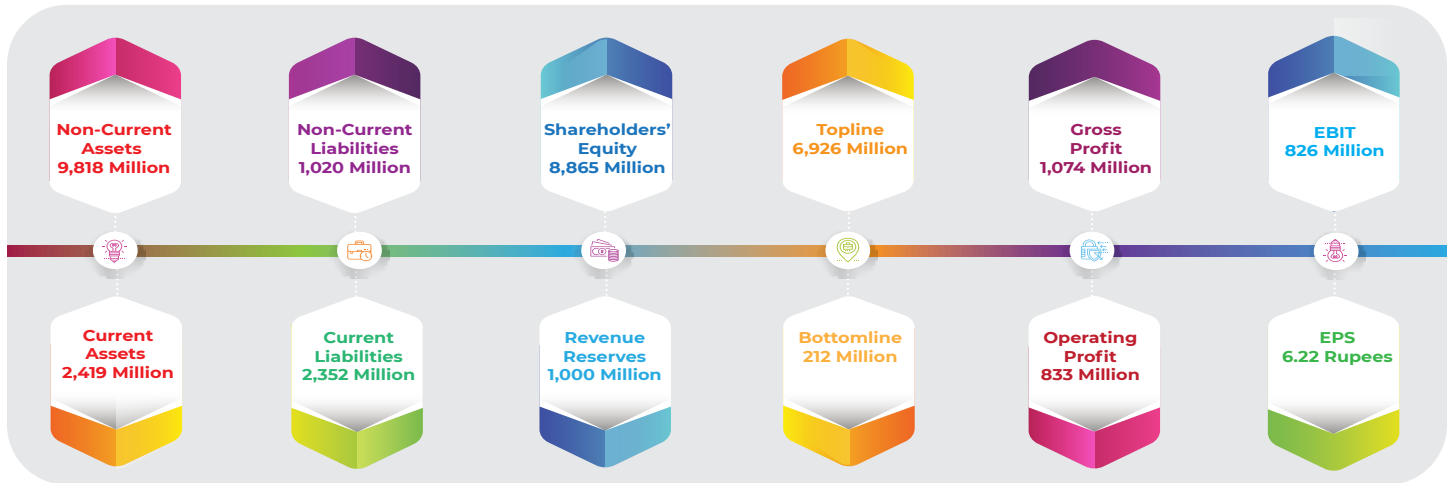 Non-Current
Assets
9,818 Million
Non-Current
Liabilities
1,020 Million
Shareholders’
Equity
8,865 Million
Topline
6,926 Million
Gross
Profit
1,074 Million
EBIT
826 Million
Current
Assets
2,419 Million
Current
Liabilities
2,352 Million
Revenue
Reserves
1,000 Million
Bottomline
212 Million
Operating
Profit
833 Million
EPS
6.22 Rupees